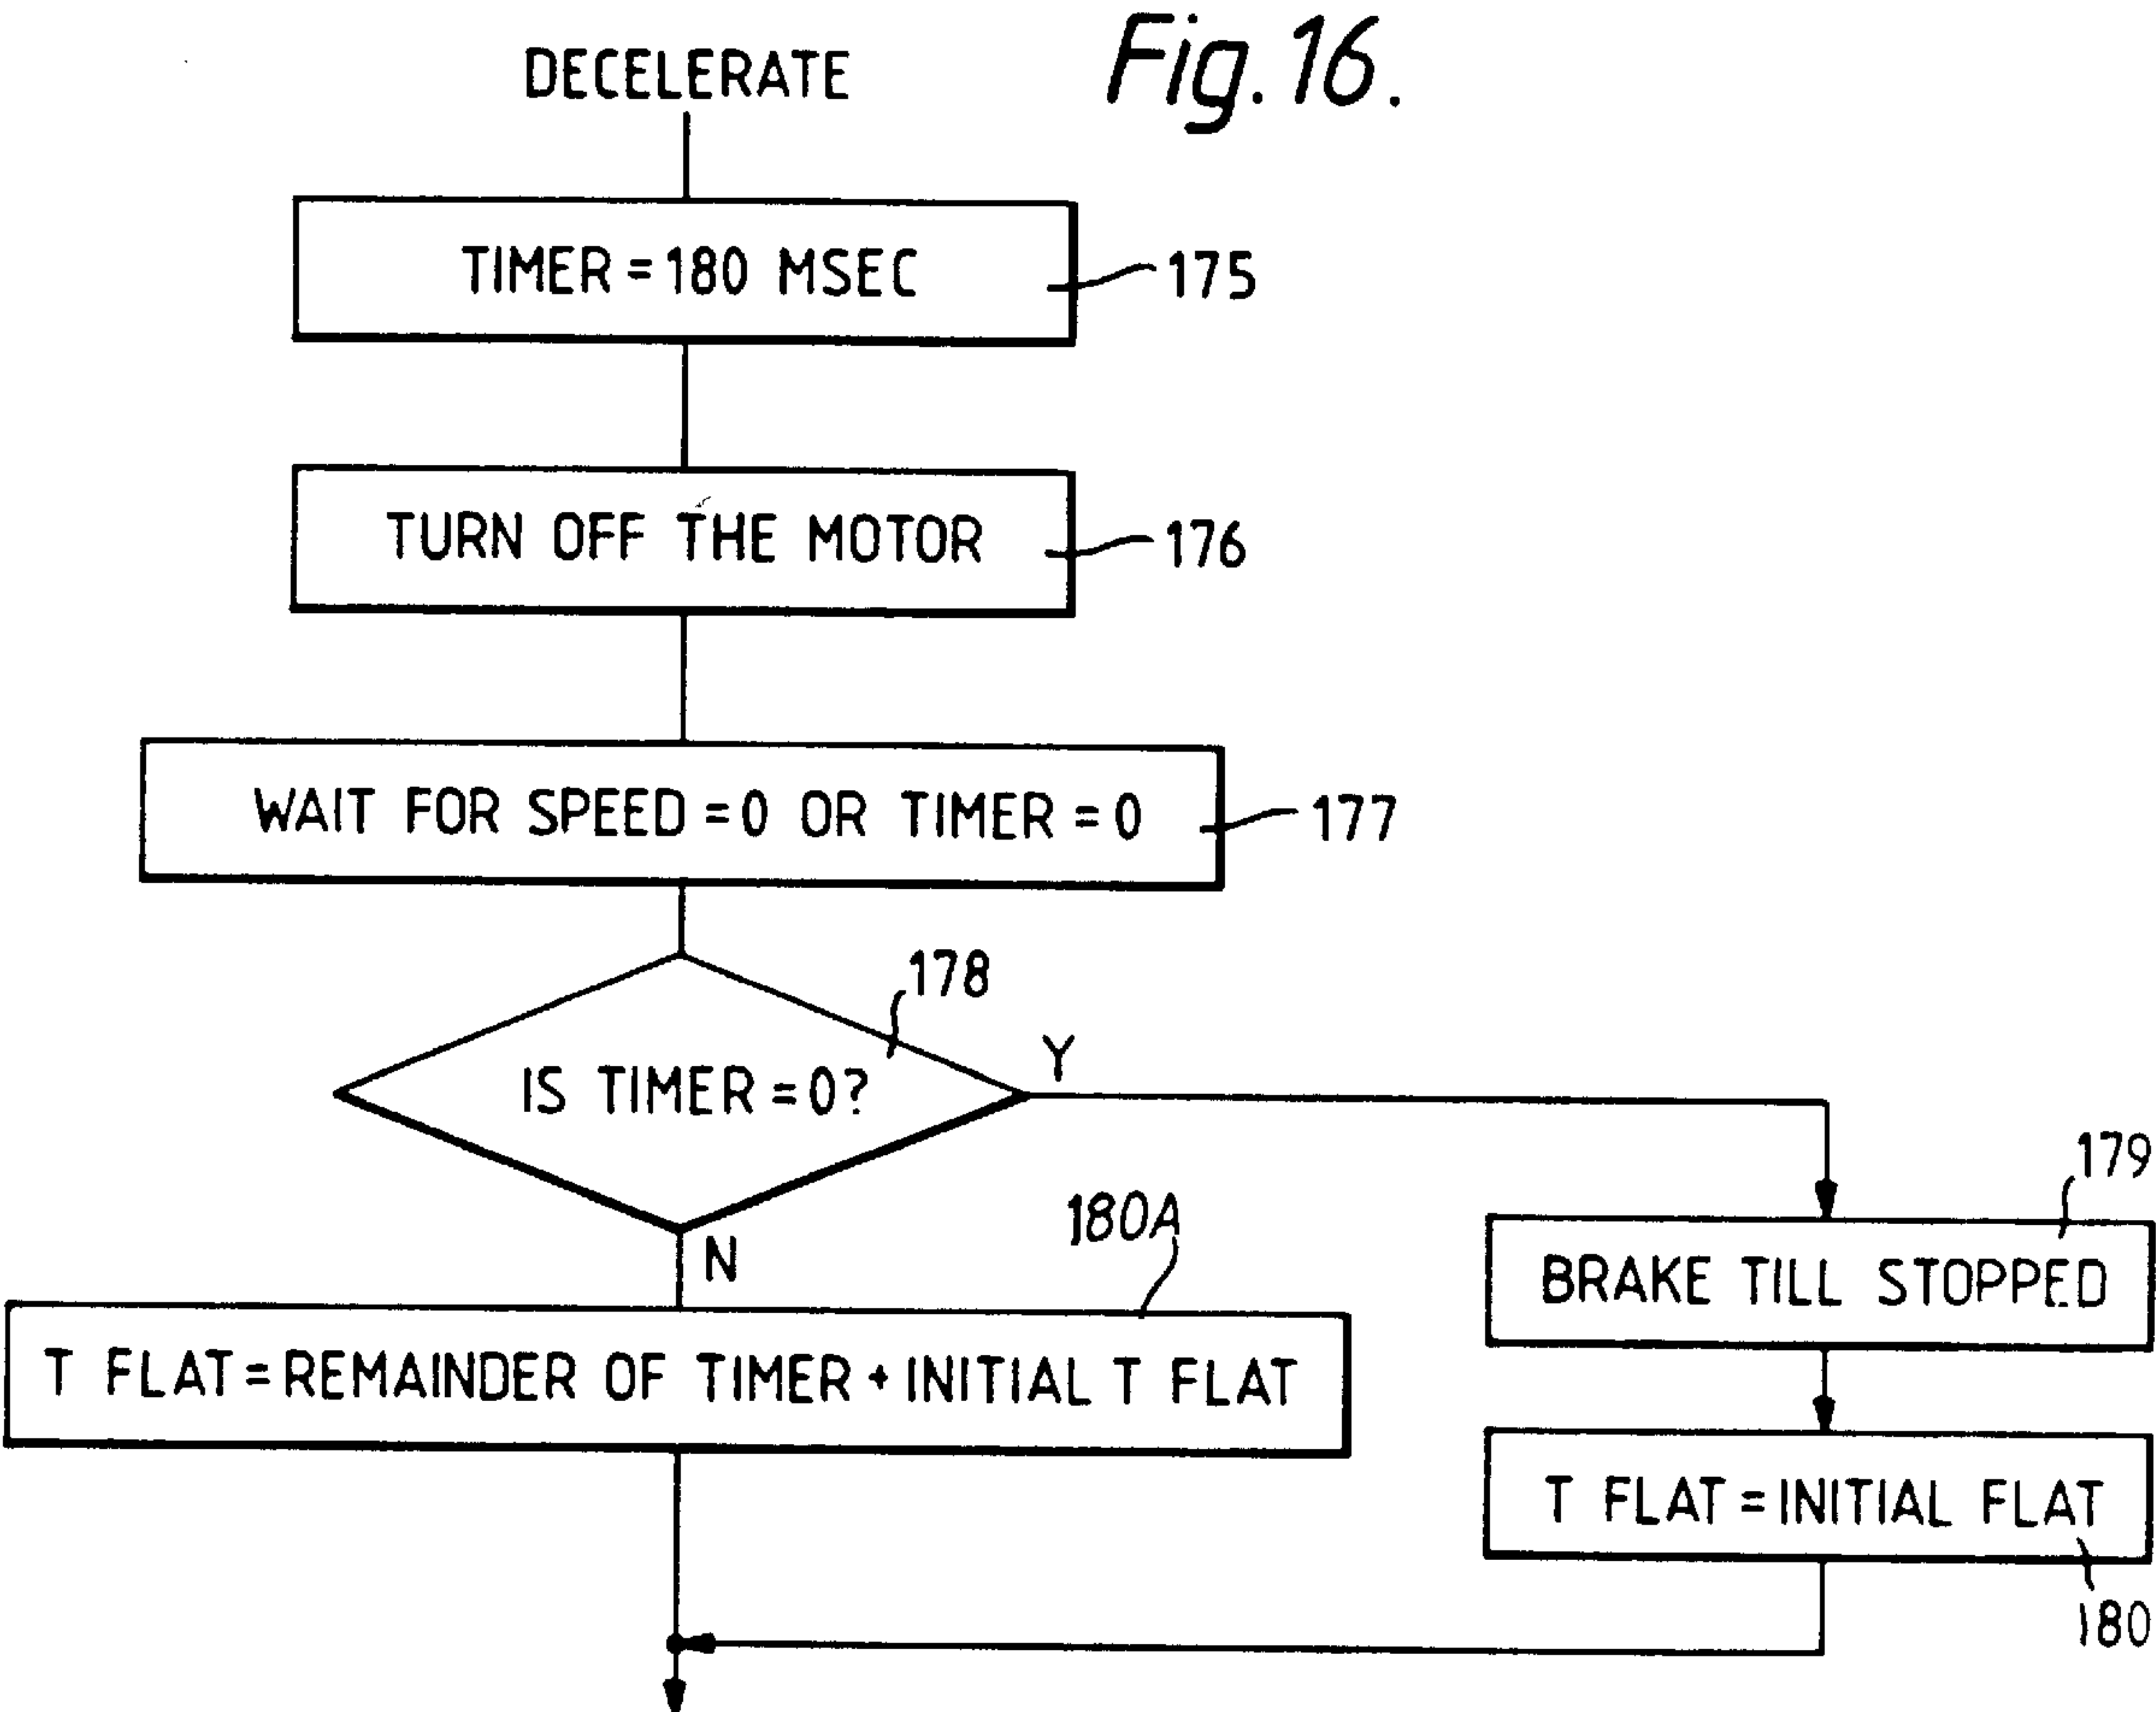 Fig. 16.
DECELERATE
TIMER = 180 MSEC
175
TURN OFF THE MOTOR
176
WAIT FOR SPEED = 0 OR TIMER = 0
177
178
IS TIMER = 0?
Y
N
179
BRAKE TILL STOPPED
180A
T FLAT = REMAINDER OF TIMER + INITIAL T FLAT
T FLAT = INITIAL FLAT
180